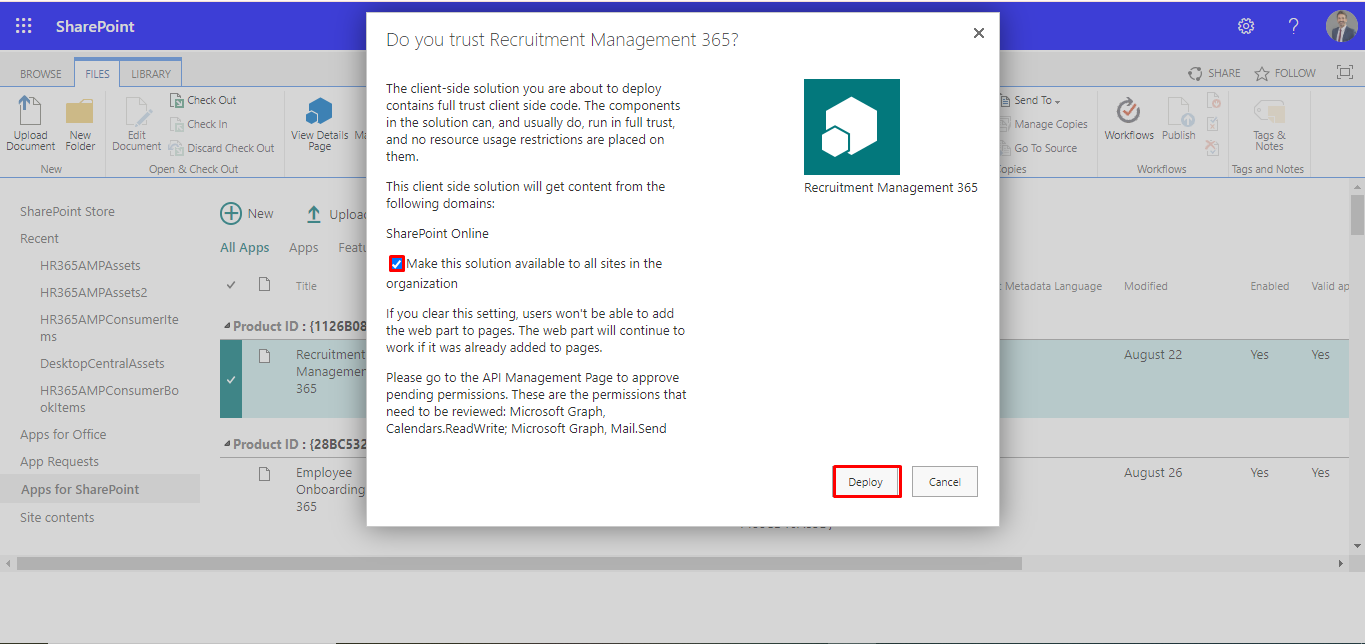 SharePoint
?
BROWSE FILES LIBRARY
SHARE FOLLOW
Upload Document
New Folder
New
Edit Document
Check Out
Check In
Discard Check Out
Open & Check Out
View Details Page
Send To
Manage Copies
Go To Source
Workflows
Publish
Workflows
Tags & Notes
Tags and Notes
SharePoint Store
Recent
HR365AMPAssets
HR365AMPAssets2
HR365AMPConsumerIte
ms
DesktopCentralAssets
HR365AMPConsumerBo
okItems
Apps for Office
App Requests
Apps for SharePoint
Site contents
New Upload
All Apps Apps
Title
Metadata Language Modified Enabled Valid ap
Product ID : {1126B08
Recruitment
Managemen
365
August 22 Yes Yes
Product ID : {28BC532
Employee
Onboarding
365
August 26 Yes Yes
Do you trust Recruitment Management 365?
The client-side solution you are about to deploy
contains full trust client side code. The components
in the solution can, and usually do, run in full trust,
and no resource usage restrictions are placed on
them.
This client side solution will get content from the
following domains:
SharePoint Online
Make this solution available to all sites in the
organization
If you clear this setting, users won't be able to add
the web part to pages. The web part will continue to
work if it was already added to pages.
Please go to the API Management Page to approve
pending permissions. These are the permissions that
need to be reviewed: Microsoft Graph,
Calendars.ReadWrite; Microsoft Graph, Mail.Send
Recruitment Management 365
Deploy
Cancel